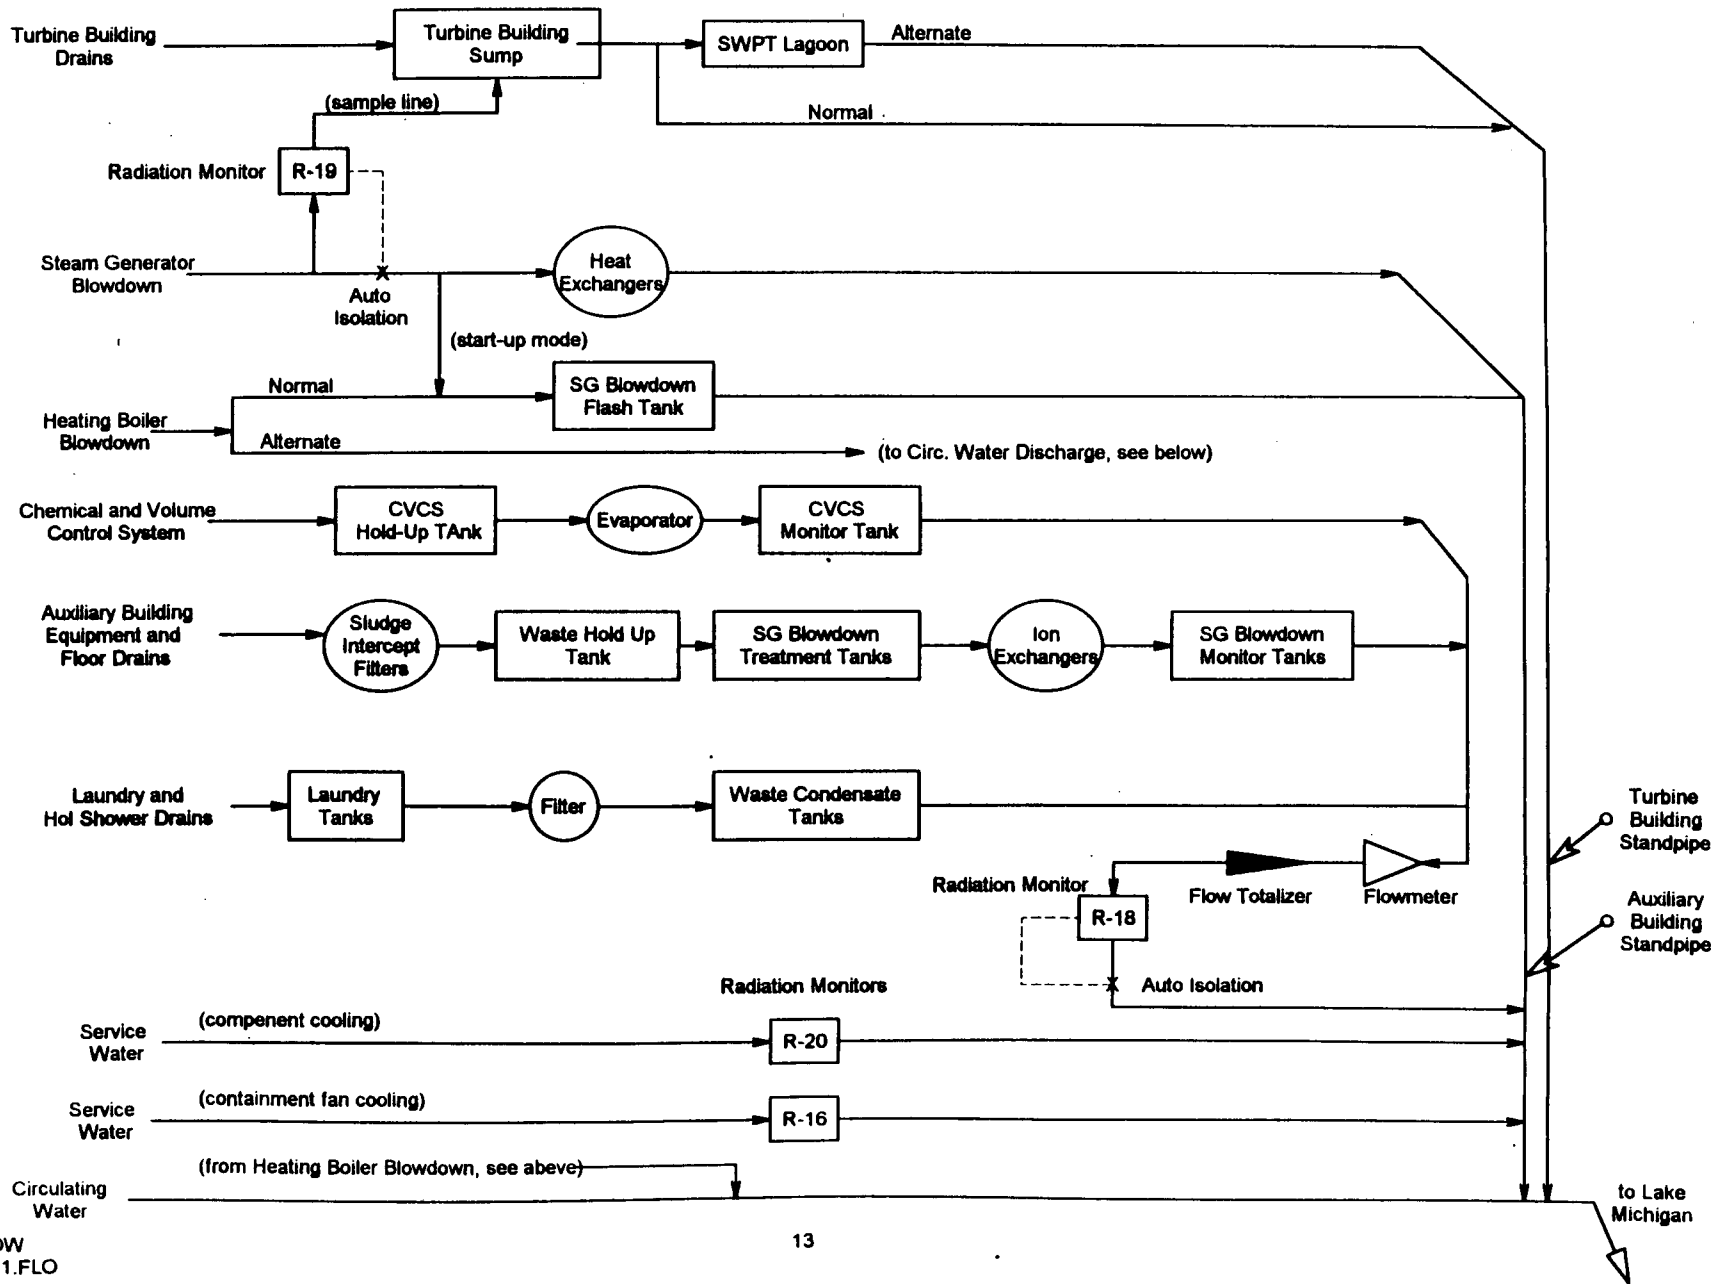 Turbine Building
Drains
Turbine Building
Sump
SWPT Lagoon
Alternate
(sample line)
Normal
Radiation Monitor
R-19
Steam Generator
Blowdown
Auto
Isolation
Heat
Exchangers
(start-up mode)
Normal
SG Blowdown
Flash Tank
Heating Boiler
Blowdown
Alternate
(to Circ. Water Discharge, see below)
Chemical and Volume
Control System
CVCS
Hold-Up TAnk
Evaporator
CVCS
Monitor Tank
Auxiliary Building
Equipment and
Floor Drains
Sludge
Intercept
Filters
Waste Hold Up
Tank
SG Blowdown
Treatment Tanks
Ion
Exchangers
SG Blowdown
Monitor Tanks
Laundry and
Hol Shower Drains
Laundry
Tanks
Filter
Waste Condensate
Tanks
Turbine
Building
Standpipe
Radiation Monitor
R-18
Flow Totalizer
Flowmeter
Auxiliary
Building
Standpipe
Auto Isolation
Radiation Monitors
Service
Water
(compenent cooling)
R-20
Service
Water
(containment fan cooling)
R-16
(from Heating Boiler Blowdown, see abeve)
Circulating
Water
to Lake
Michigan
13
OW
1.FLO